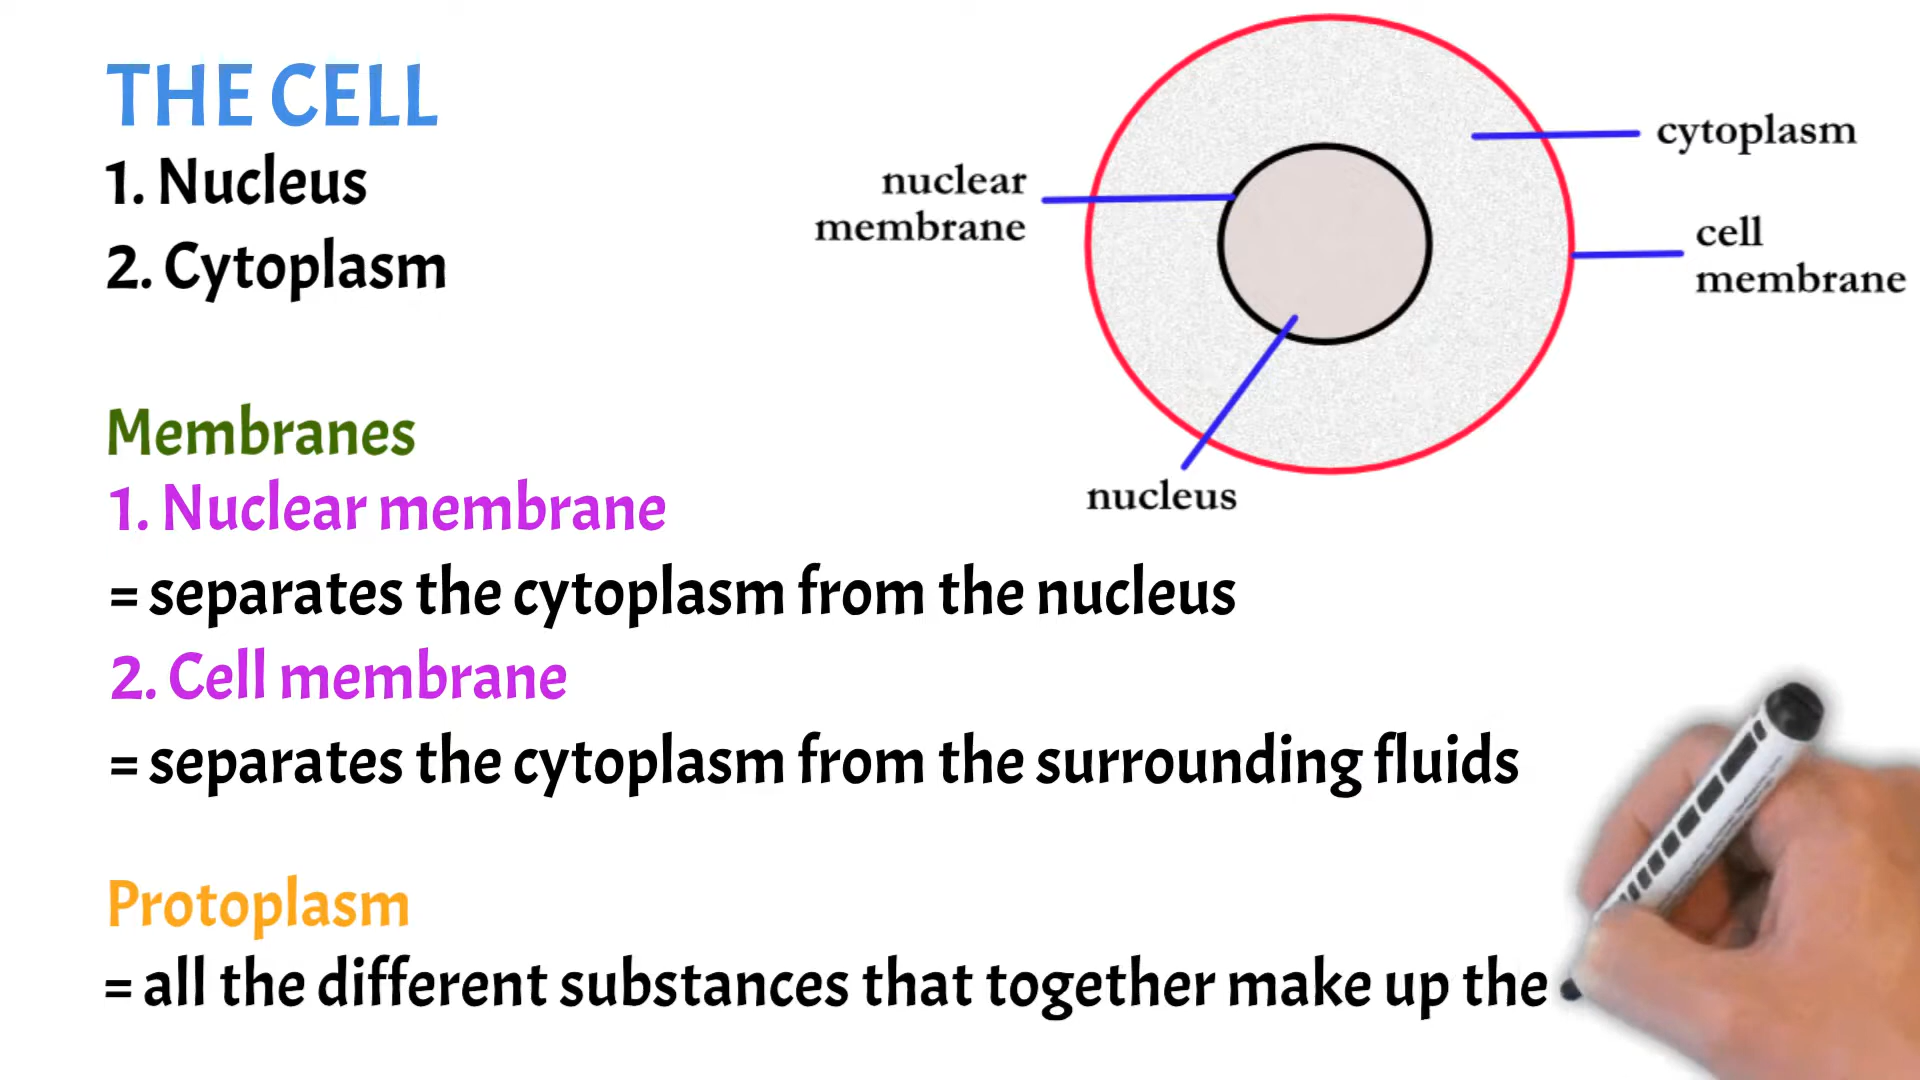 THE CELL
1. Nucleus
2. Cytoplasm
cytoplasm
nuclear
membrane
cell
membrane
nucleus
Membranes
1. Nuclear membrane
= separates the cytoplasm from the nucleus
2. Cell membrane
= separates the cytoplasm from the surrounding fluids
Protoplasm
= all the different substances that together make up the